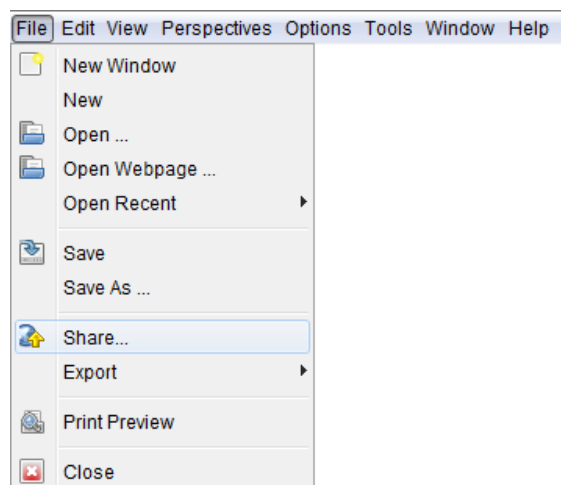 File Edit View Perspectives Options Tools Window Help
New Window
New
Open ...
Open Webpage ...
Open Recent
Save
Save As ...
Share...
Export
Print Preview
Close